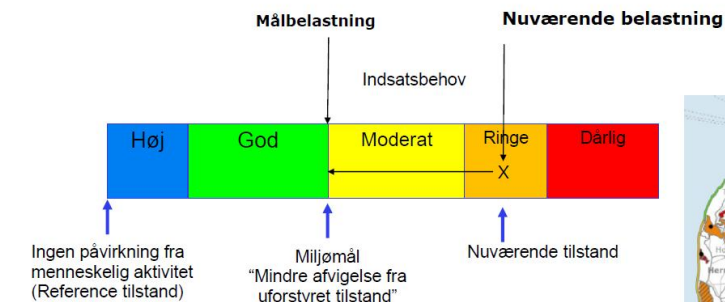 Målbelastning
Nuværende belastning
Indsatsbehov
Høj
God
Moderat
Ringe
Dårlig
X
Ingen påvirkning fra
menneskelig aktivitet
(Reference tilstand)
Miljømål
“Mindre afvigelse fra
uforstyret tilstand”
Nuværende tilstand